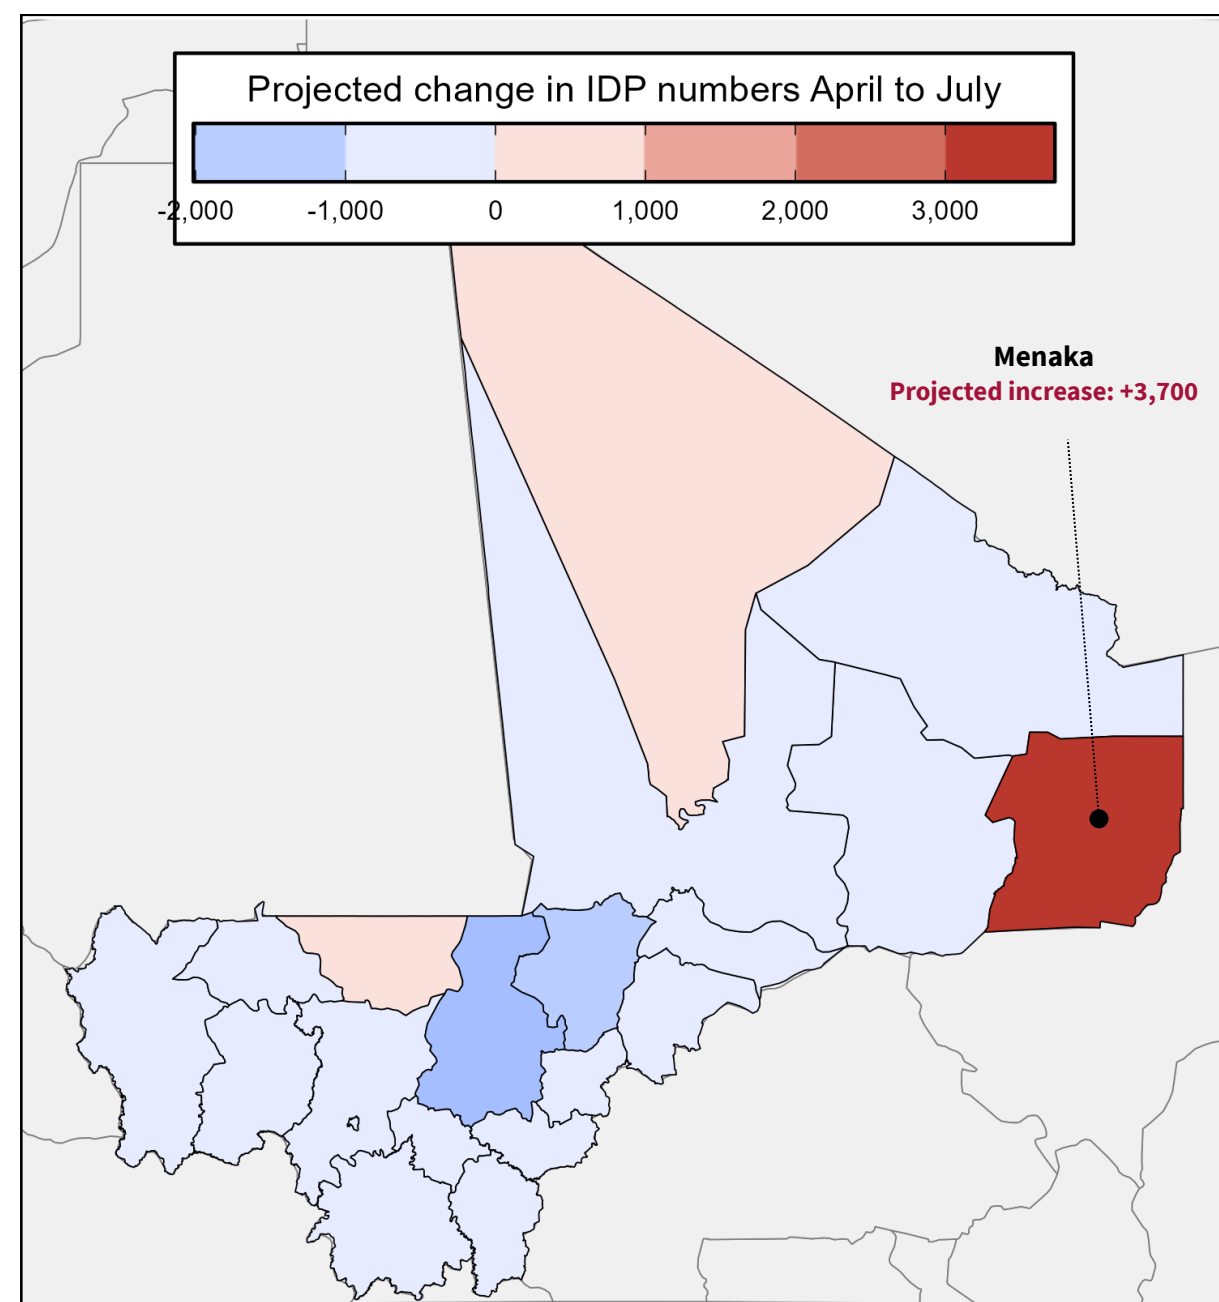 Projected change in IDP numbers April to July
-2,000 -1,000 0 1,000 2,000 3,000
Menaka
Projected increase: +3,700